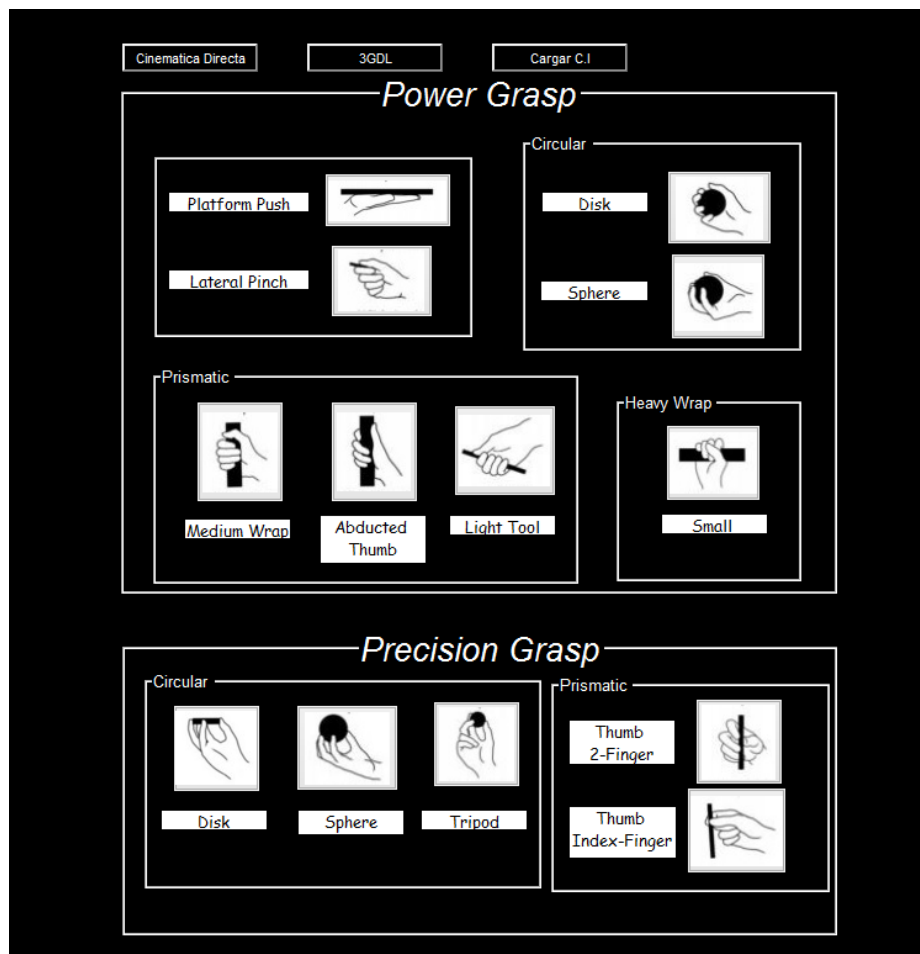 Cinematica Directa
3GDL
Cargar C.I
Power Grasp
Platform Push
Lateral Pinch
Circular
Disk
Sphere
Prismatic
Medium Wrap
Abducted
Thumb
Light Tool
Heavy Wrap
Small
Precision Grasp
Circular
Disk
Sphere
Tripod
Prismatic
Thumb
2-Finger
Thumb
Index-Finger